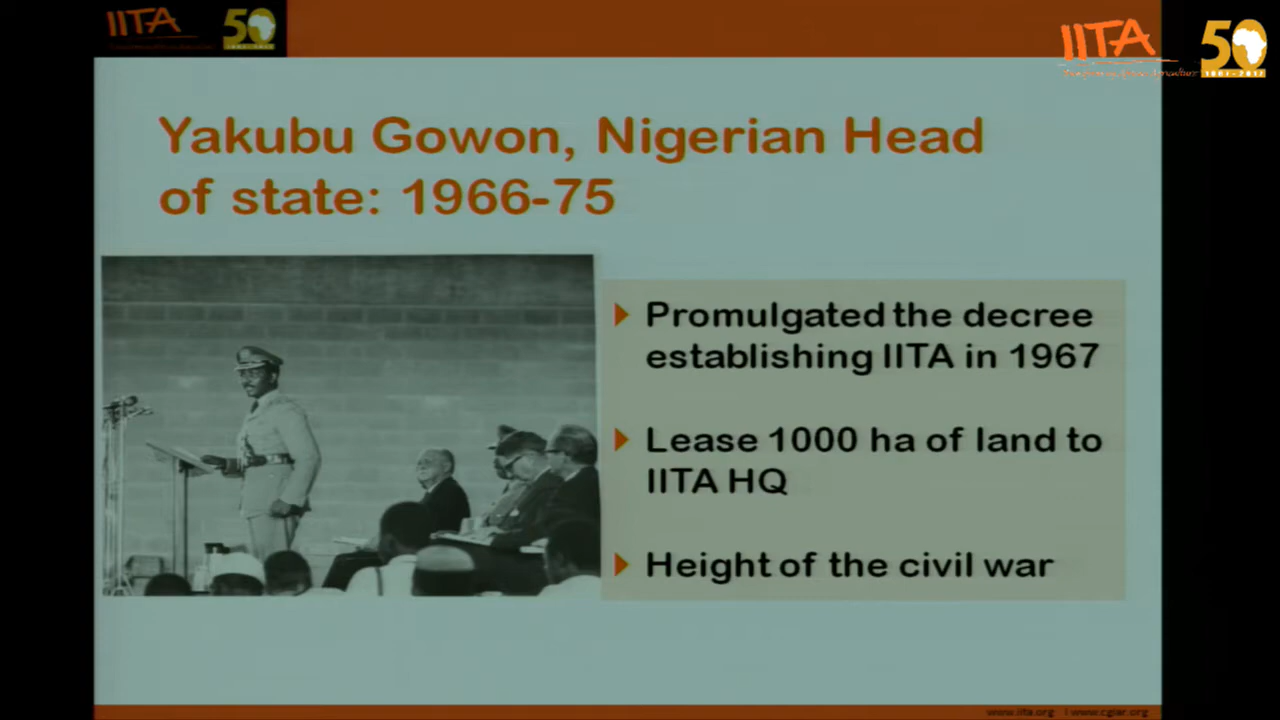 IITA
50
IITA
50
1967-2017
Yakubu Gowon, Nigerian Head
of state: 1966-75
Promulgated the decree
establishing IITA in 1967
Lease 1000 ha of land to
IITA HQ
Height of the civil war
www.iita.org I www.cgiar.org